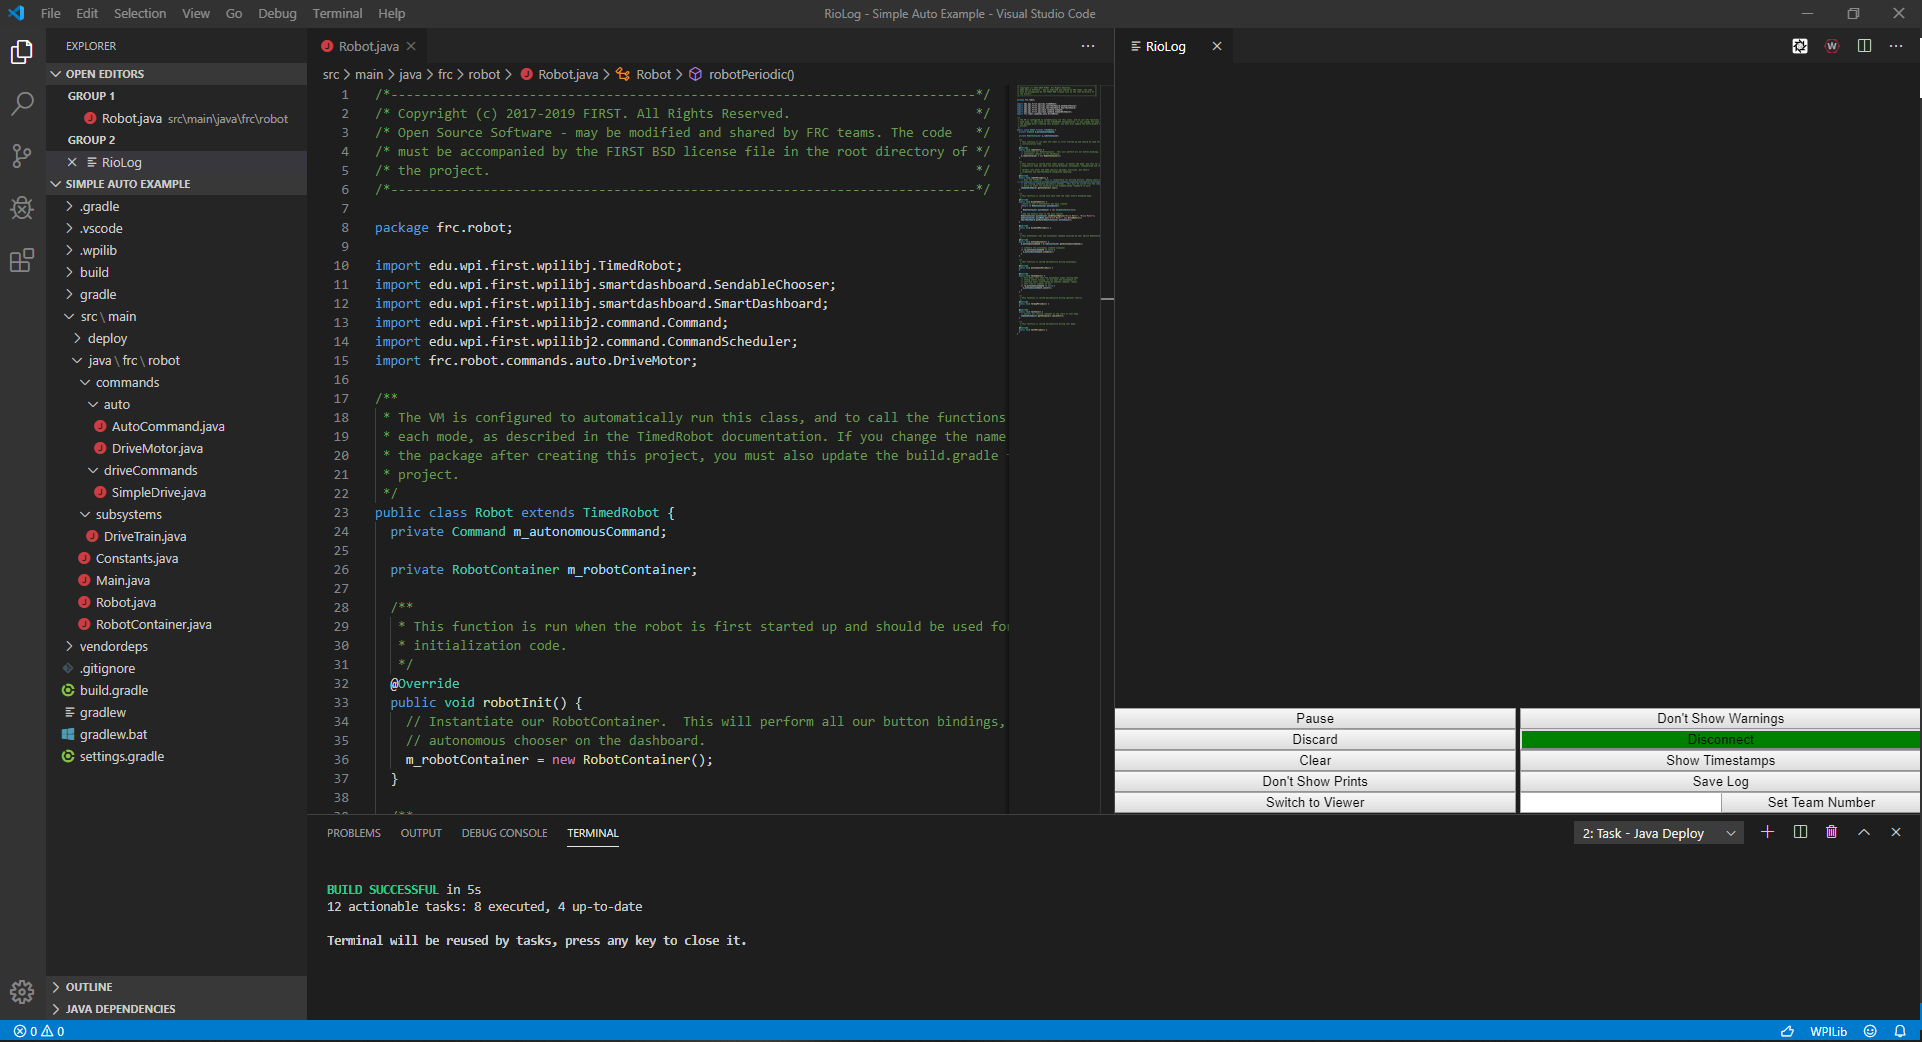 File Edit Selection View Go Debug Terminal Help
RioLog - Simple Auto Example - Visual Studio Code
EXPLORER
OPEN EDITORS
GROUP 1
Robot.java src\main\java\frc\robot
GROUP 2
RioLog
SIMPLE AUTO EXAMPLE
.gradle
.vscode
.wpilib
build
gradle
src \ main
deploy
java \ frc \ robot
commands
auto
AutoCommand.java
DriveMotor.java
driveCommands
SimpleDrive.java
subsystems
DriveTrain.java
Constants.java
Main.java
Robot.java
RobotContainer.java
vendordeps
.gitignore
build.gradle
gradlew
gradlew.bat
settings.gradle
OUTLINE
JAVA DEPENDENCIES
Robot.java
src > main > java > frc > robot > Robot.java > Robot > robotPeriodic()
1 /*----------------------------------------------------------------------------*/
2 /* Copyright (c) 2017-2019 FIRST. All Rights Reserved.                        */
3 /* Open Source Software - may be modified and shared by FRC teams. The code   */
4 /* must be accompanied by the FIRST BSD license file in the root directory of */
5 /* the project.                                                               */
6 /*----------------------------------------------------------------------------*/
7
8 package frc.robot;
9
10 import edu.wpi.first.wpilibj.TimedRobot;
11 import edu.wpi.first.wpilibj.smartdashboard.SendableChooser;
12 import edu.wpi.first.wpilibj.smartdashboard.SmartDashboard;
13 import edu.wpi.first.wpilibj2.command.Command;
14 import edu.wpi.first.wpilibj2.command.CommandScheduler;
15 import frc.robot.commands.auto.DriveMotor;
16
17 /**
18  * The VM is configured to automatically run this class, and to call the functions
19  * each mode, as described in the TimedRobot documentation. If you change the name
20  * the package after creating this project, you must also update the build.gradle
21  * project.
22  */
23 public class Robot extends TimedRobot {
24   private Command m_autonomousCommand;
25
26   private RobotContainer m_robotContainer;
27
28   /**
29    * This function is run when the robot is first started up and should be used for
30    * initialization code.
31    */
32   @Override
33   public void robotInit() {
34     // Instantiate our RobotContainer.  This will perform all our button bindings,
35     // autonomous chooser on the dashboard.
36     m_robotContainer = new RobotContainer();
37   }
38
RioLog
Pause
Don't Show Warnings
Discard
Disconnect
Clear
Show Timestamps
Don't Show Prints
Save Log
Switch to Viewer
Set Team Number
PROBLEMS OUTPUT DEBUG CONSOLE TERMINAL
2: Task - Java Deploy
BUILD SUCCESSFUL in 5s
12 actionable tasks: 8 executed, 4 up-to-date
Terminal will be reused by tasks, press any key to close it.
0 0
WPILib